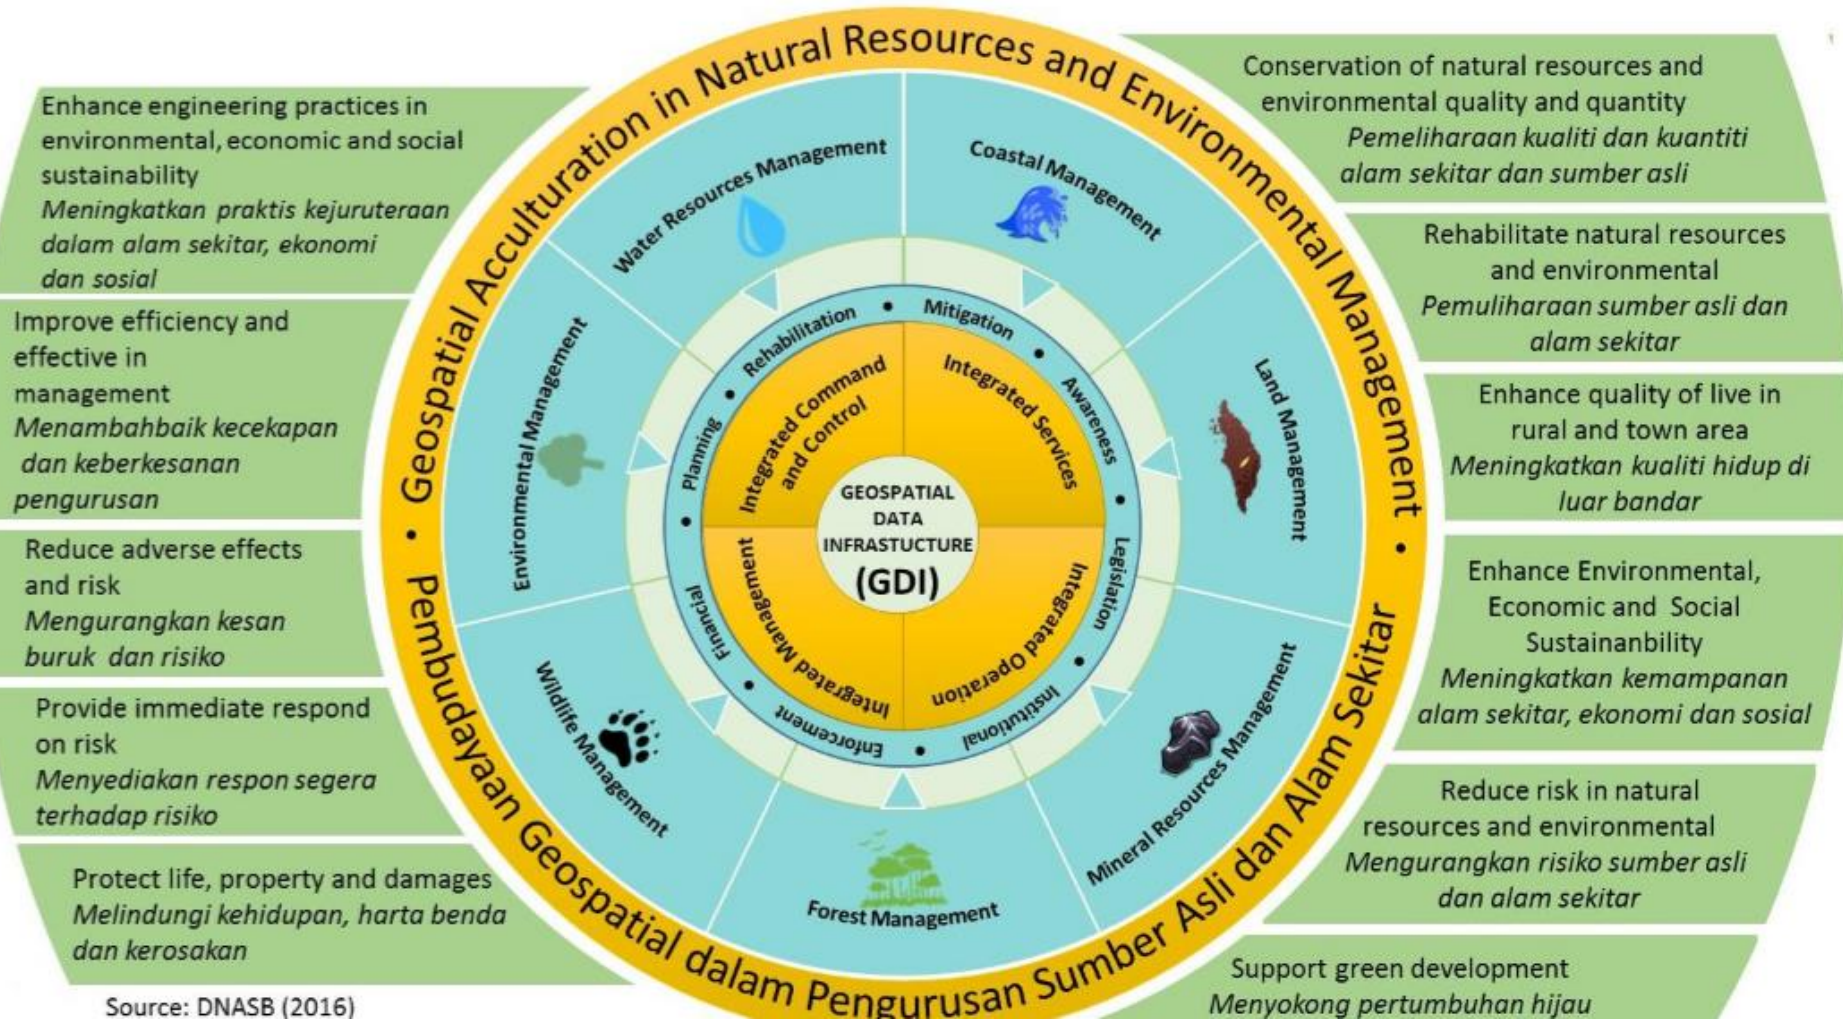 Geospatial Acculturation in Natural Resources and Environmental Management
Pembudayaan Geospatial dalam Pengurusan Sumber Asli dan Alam Sekitar
Enhance engineering practices in
environmental, economic and social
sustainability
Meningkatkan praktis kejuruteraan
dalam alam sekitar, ekonomi
dan sosial
Improve efficiency and
effective in
management
Menambahbaik kecekapan
dan keberkesanan
pengurusan
Reduce adverse effects
and risk
Mengurangkan kesan
buruk dan risiko
Provide immediate respond
on risk
Menyediakan respon segera
terhadap risiko
Protect life, property and damages
Melindungi kehidupan, harta benda
dan kerosakan
Source: DNASB (2016)
Water Resources Management
Coastal Management
Land Management
Mineral Resources Management
Forest Management
Wildlife Management
Environmental Management
Rehabilitation
Mitigation
Awareness
Legislation
Institutional
Enforcement
Financial
Planning
Integrated Command
and Control
Integrated Services
Integrated Operation
Integrated Management
GEOSPATIAL
DATA
INFRASTUCTURE
(GDI)
Conservation of natural resources and
environmental quality and quantity
Pemeliharaan kualiti dan kuantiti
alam sekitar dan sumber asli
Rehabilitate natural resources
and environmental
Pemuliharaan sumber asli dan
alam sekitar
Enhance quality of live in
rural and town area
Meningkatkan kualiti hidup di
luar bandar
Enhance Environmental,
Economic and Social
Sustainanbility
Meningkatkan kemampanan
alam sekitar, ekonomi dan sosial
Reduce risk in natural
resources and environmental
Mengurangkan risiko sumber asli
dan alam sekitar
Support green development
Menyokong pertumbuhan hijau